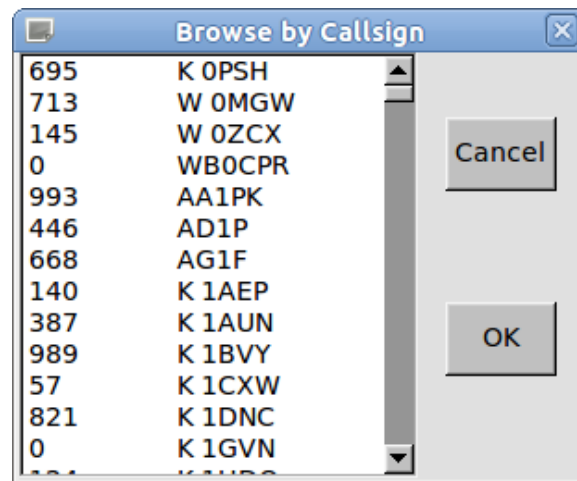 Browse by Callsign
695 K 0PSH
713 W 0MGW
145 W 0ZCX
0 WB0CPR
993 AA1PK
446 AD1P
668 AG1F
140 K 1AEP
387 K 1AUN
989 K 1BVY
57 K 1CXW
821 K 1DNC
0 K 1GVN
Cancel
OK